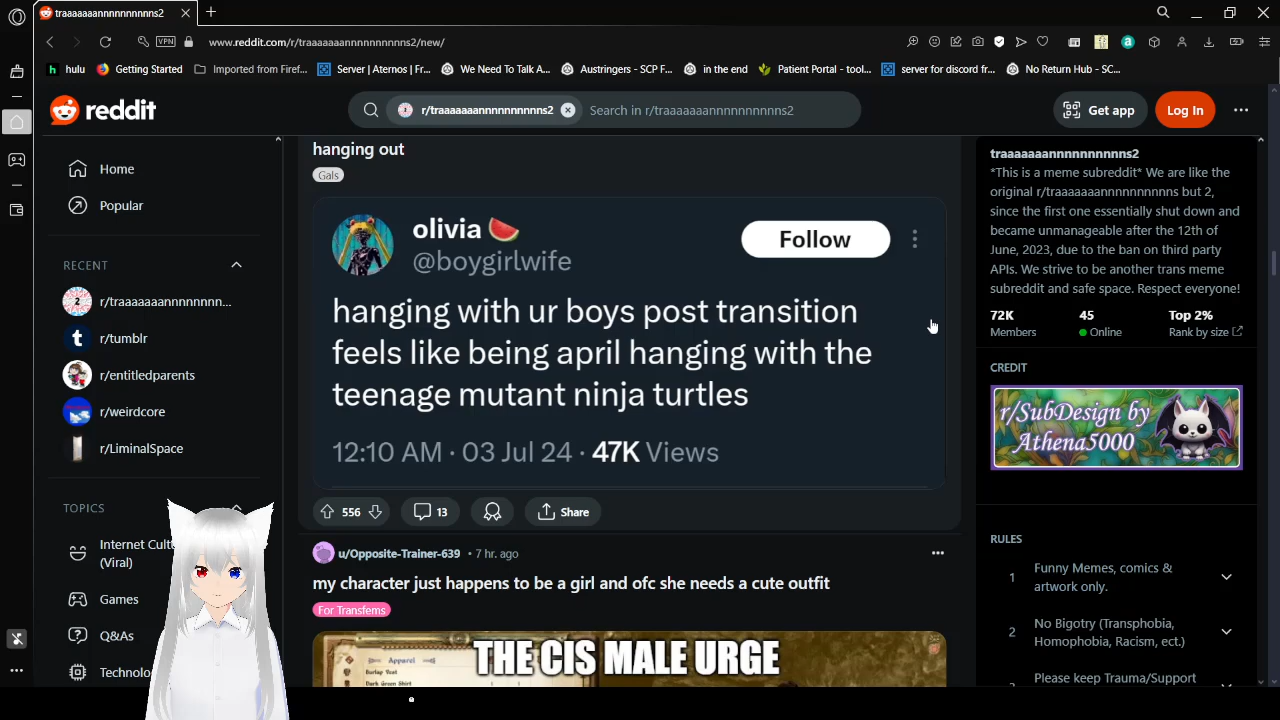 traaaaaaannnnnnnnnns2
www.reddit.com/r/traaaaaaannnnnnnnnns2/new/
VPN
hulu
Getting Started
Imported from Firef...
Server | Aternos | Fr...
We Need To Talk A...
Austringers - SCP F...
in the end
Patient Portal - tool...
server for discord fr...
No Return Hub - SC...
reddit
r/traaaaaaannnnnnnnnns2
Search in r/traaaaaaannnnnnnnnns2
Get app
Log In
Home
Popular
RECENT
r/traaaaaaannnnnnn...
r/tumblr
r/entitledparents
r/weirdcore
r/LiminalSpace
TOPICS
Internet Cult
(Viral)
Games
Q&As
Technolo
hanging out
Gals
olivia 🍉
@boygirlwife
Follow
hanging with ur boys post transition
feels like being april hanging with the
teenage mutant ninja turtles
12:10 AM · 03 Jul 24 · 47K Views
556
13
Share
u/Opposite-Trainer-639 • 7 hr. ago
my character just happens to be a girl and ofc she needs a cute outfit
For Transfems
Apparel
Burlap Vest
Dark Green Shirt
THE CIS MALE URGE
traaaaaaannnnnnnnnns2
*This is a meme subreddit* We are like the
original r/traaaaaaannnnnnnnnns but 2,
since the first one essentially shut down and
became unmanageable after the 12th of
June, 2023, due to the ban on third party
APIs. We strive to be another trans meme
subreddit and safe space. Respect everyone!
72K
Members
45
Online
Top 2%
Rank by size
CREDIT
r/SubDesign by
Athena5000
RULES
1
Funny Memes, comics &
artwork only.
2
No Bigotry (Transphobia,
Homophobia, Racism, ect.)
Please keep Trauma/Support